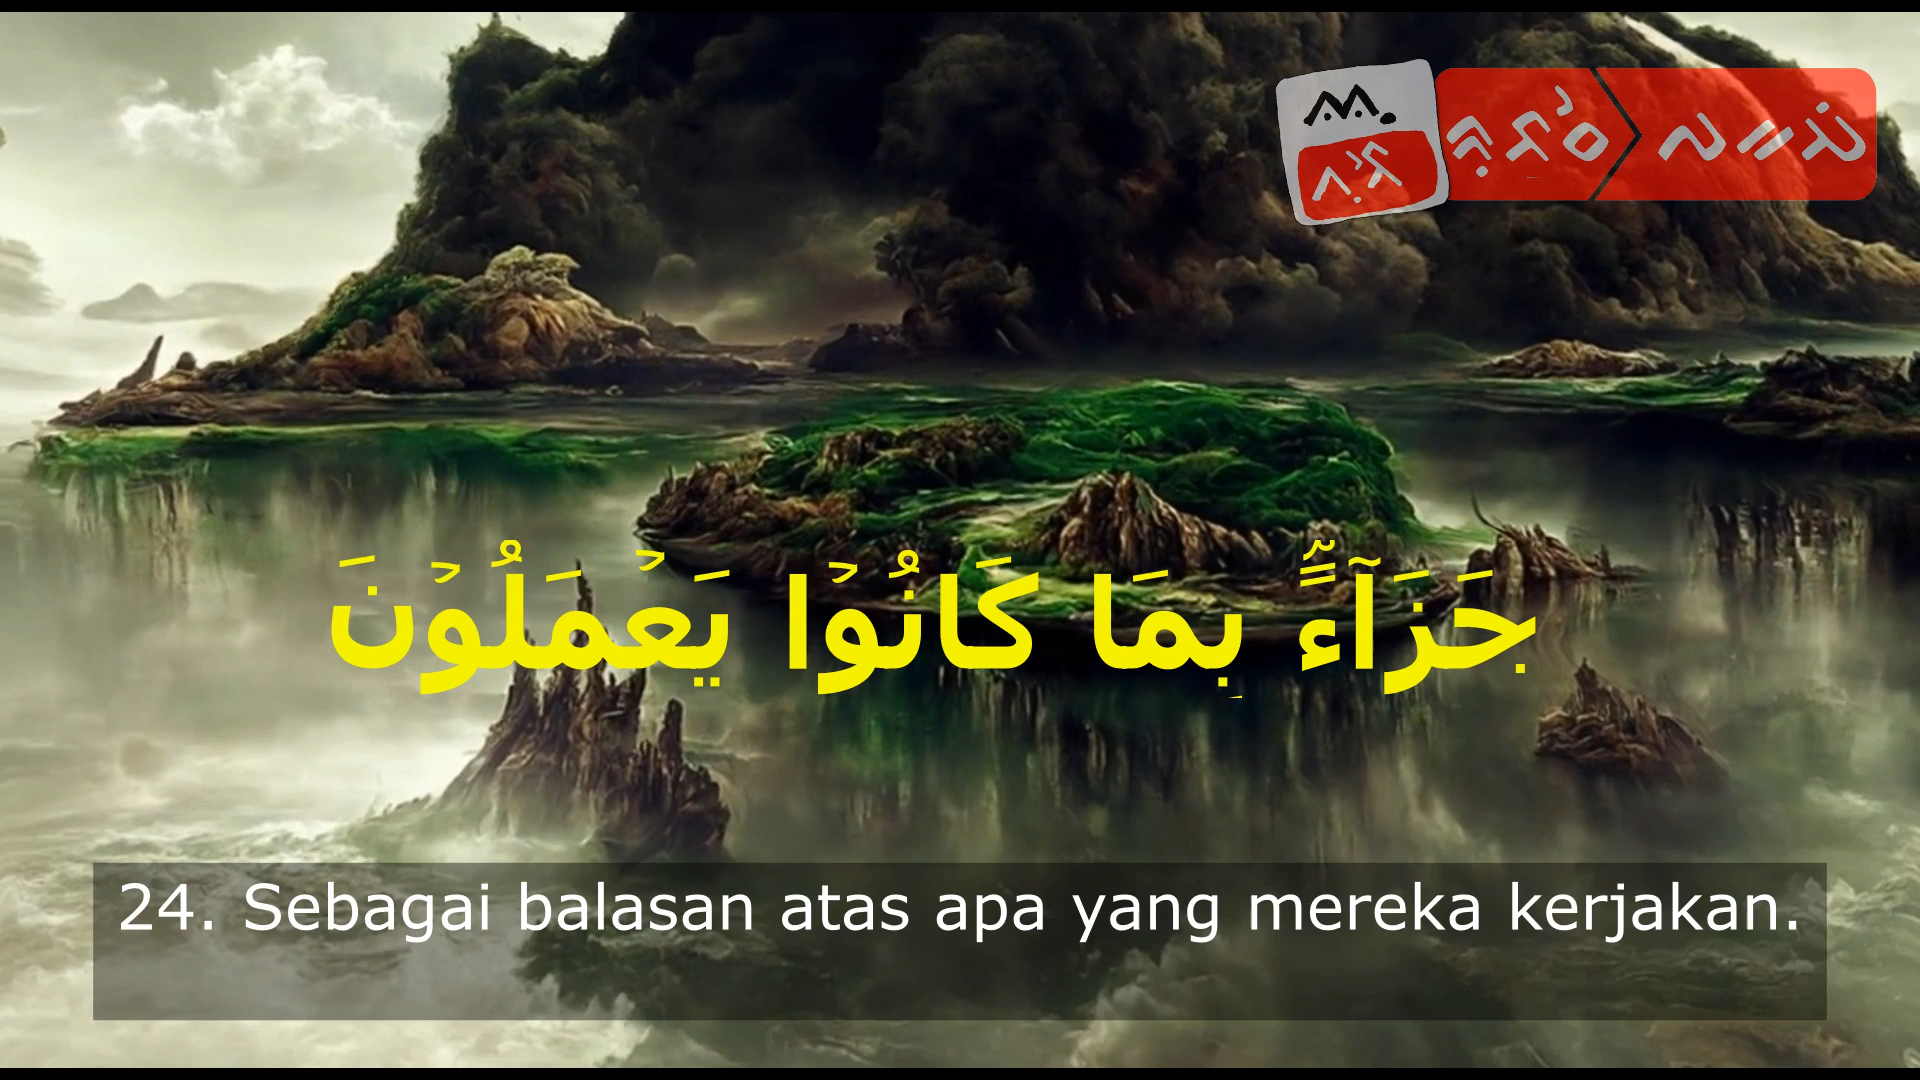 جَزَآءًۢ بِمَا كَانُوۡا يَعۡمَلُوۡنَ
24. Sebagai balasan atas apa yang mereka kerjakan.